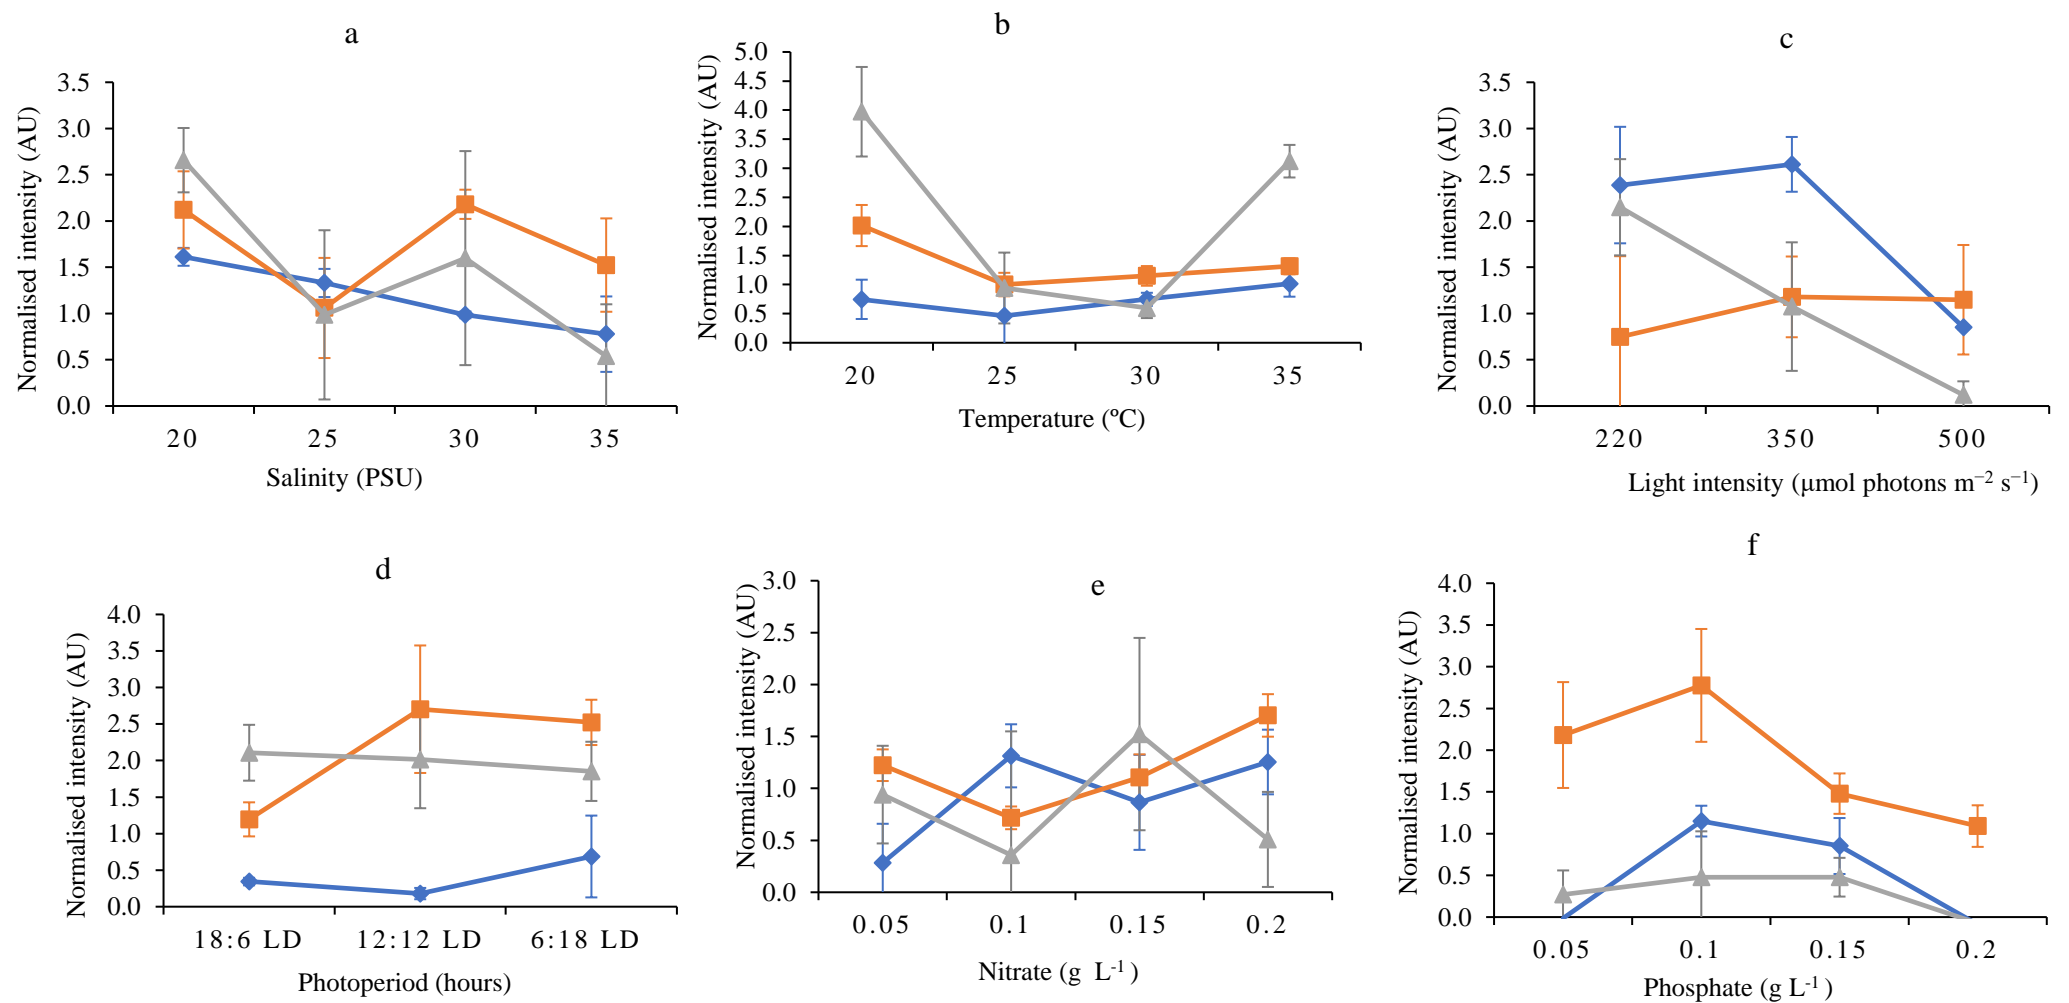 a
Normalised intensity (AU)
3.5
3.0
2.5
2.0
1.5
1.0
0.5
0.0
20 25 30 35
Salinity (PSU)
b
Normalised intensity (AU)
5.0
4.5
4.0
3.5
3.0
2.5
2.0
1.5
1.0
0.5
0.0
20 25 30 35
Temperature (ºC)
c
Normalised intensity (AU)
3.5
3.0
2.5
2.0
1.5
1.0
0.5
0.0
220 350 500
Light intensity (μmol photons m⁻² s⁻¹)
d
Normalised intensity (AU)
4.0
3.5
3.0
2.5
2.0
1.5
1.0
0.5
0.0
18:6 LD 12:12 LD 6:18 LD
Photoperiod (hours)
e
Normalised intensity (AU)
3.0
2.5
2.0
1.5
1.0
0.5
0.0
0.05 0.1 0.15 0.2
Nitrate (g L⁻¹)
f
Normalised intensity (AU)
4.0
3.5
3.0
2.5
2.0
1.5
1.0
0.5
0.0
0.05 0.1 0.15 0.2
Phosphate (g L⁻¹)